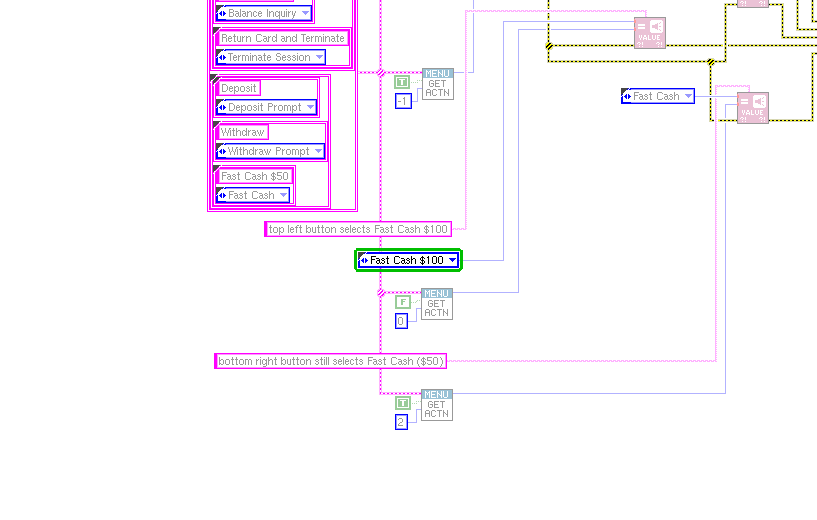 Balance Inquiry
Return Card and Terminate
Terminate Session
Deposit
Deposit Prompt
Withdraw
Withdraw Prompt
Fast Cash $50
Fast Cash
T
-1
MENU
GET
ACTN
=
VALUE
Fast Cash
=
VALUE
top left button selects Fast Cash $100
Fast Cash $100
F
0
MENU
GET
ACTN
bottom right button still selects Fast Cash ($50)
T
2
MENU
GET
ACTN